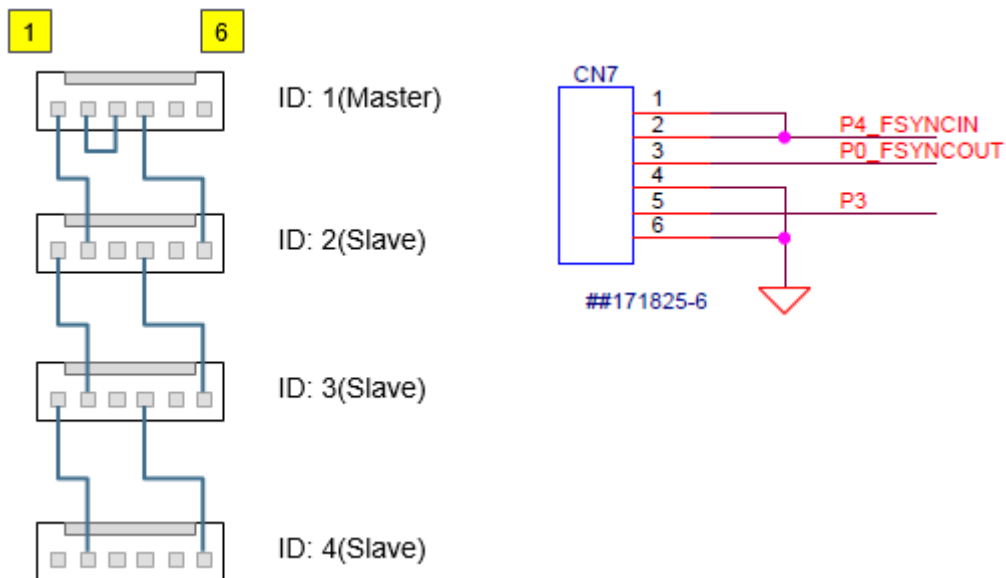 1
6
ID: 1(Master)
ID: 2(Slave)
ID: 3(Slave)
ID: 4(Slave)
CN7
1
2
3
4
5
6
P4_FSYNCIN
P0_FSYNCOUT
P3
##171825-6